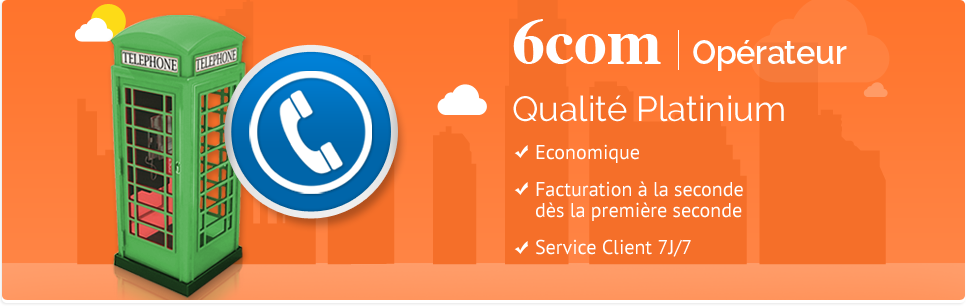 TELEPHONE TELEPHONE
6com | Opérateur
Qualité Platinium
Economique
Facturation à la seconde
dès la première seconde
Service Client 7J/7